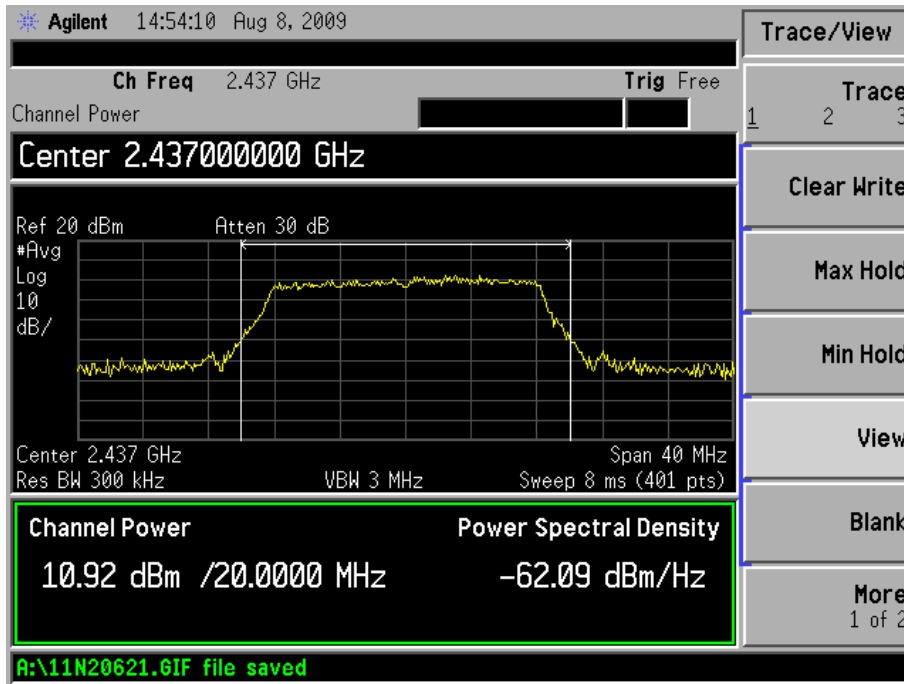 Agilent 14:54:10 Aug 8, 2009
Trace/View
Ch Freq 2.437 GHz Trig Free
Channel Power
Center 2.437000000 GHz
Ref 20 dBm Atten 30 dB
#Avg
Log
10
dB/
Center 2.437 GHz Span 40 MHz
Res BW 300 kHz VBW 3 MHz Sweep 8 ms (401 pts)
Channel Power Power Spectral Density
10.92 dBm /20.0000 MHz -62.09 dBm/Hz
A:\11N20621.GIF file saved
Trace
1 2 3
Clear Write
Max Hold
Min Hold
View
Blank
More
1 of 2